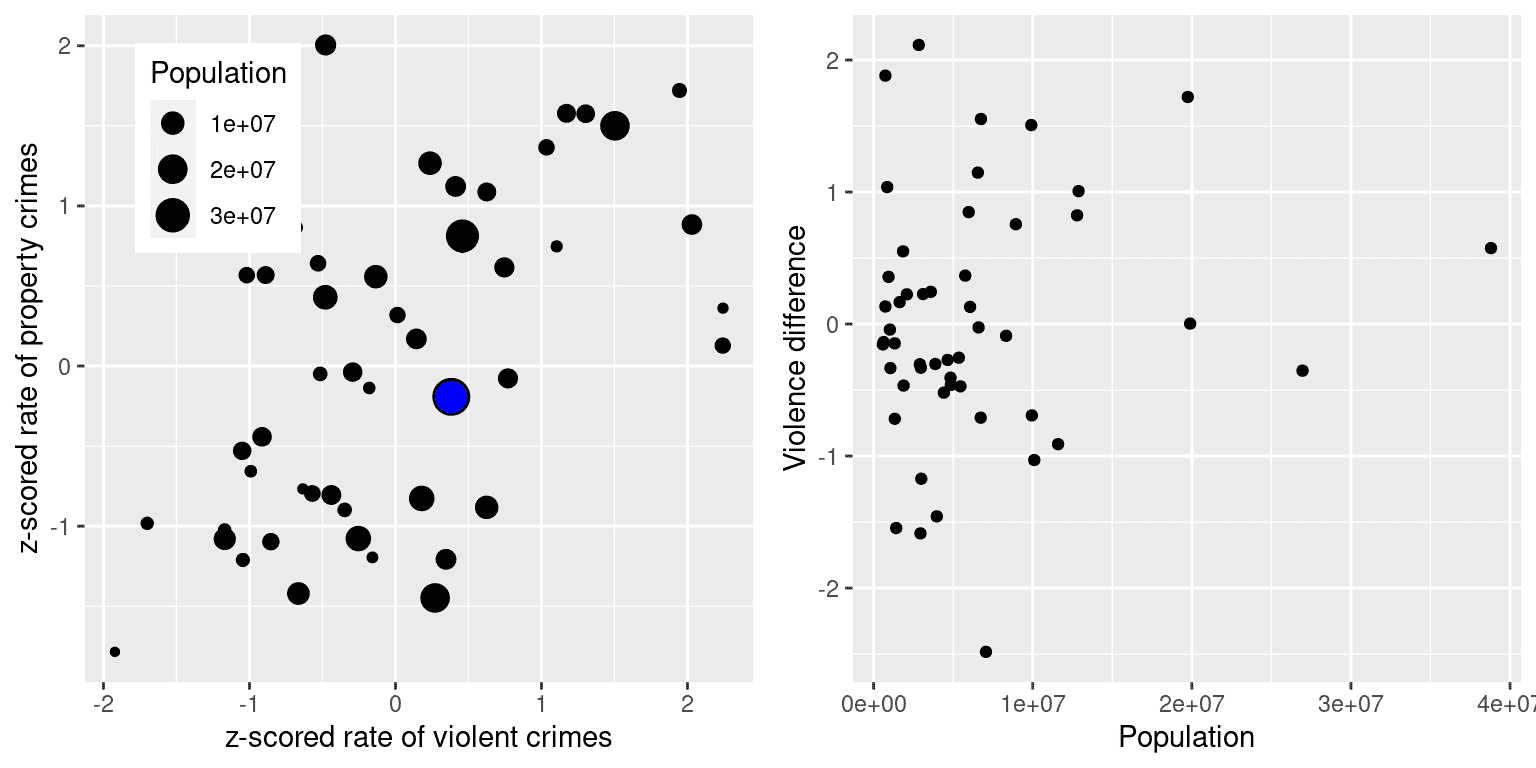 z-scored rate of property crimes
2
1
0
-1
Population
1e+07
2e+07
3e+07
-2
-1
0
1
2
z-scored rate of violent crimes
Violence difference
2
1
0
-1
-2
0e+00
1e+07
2e+07
3e+07
4e+07
Population